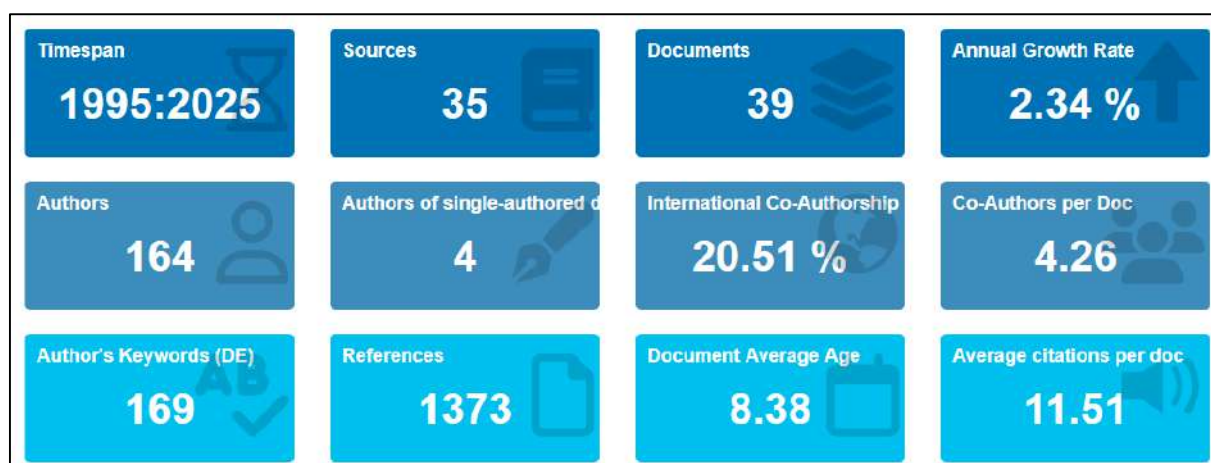 Timespan
1995:2025
Sources
35
Documents
39
Annual Growth Rate
2.34 %
Authors
164
Authors of single-authored d
4
International Co-Authorship
20.51 %
Co-Authors per Doc
4.26
Author's Keywords (DE)
AB
169
References
1373
Document Average Age
8.38
Average citations per doc
11.51